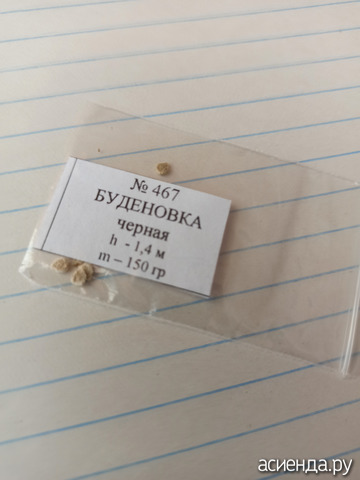 № 467
БУДЕНОВКА
черная
h - 1,4 м
m – 150 гр
асиенда.ру